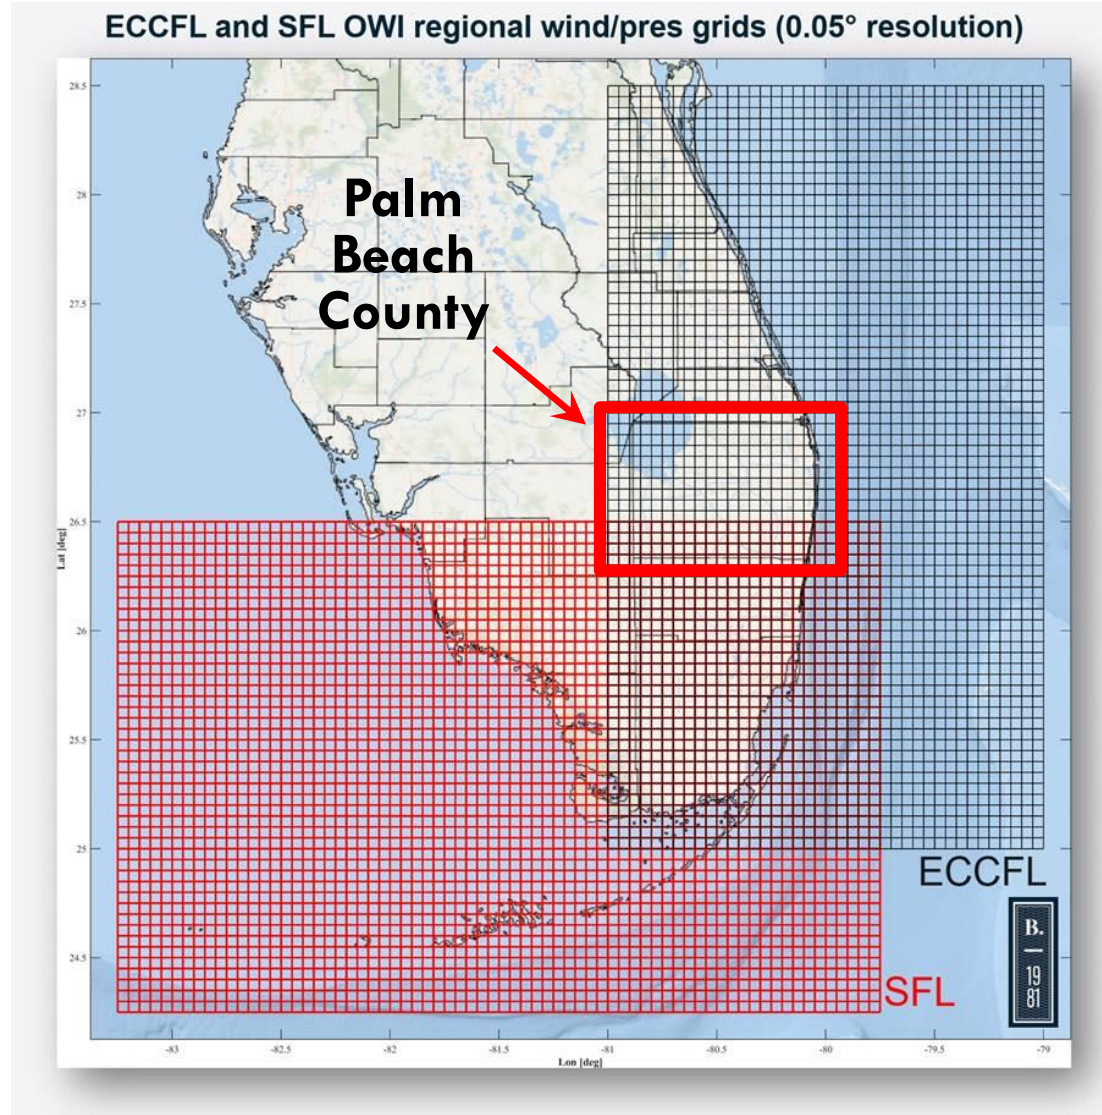 ECCFL and SFL OWI regional wind/pres grids (0.05° resolution)
Palm
Beach
County
28.5
28
27.5
27
26.5
26
25.5
25
24.5
Lat [deg]
ECCFL
SFL
B.
19
81
-83
-82.5
-82
-81.5
-81
-80.5
-80
-79.5
-79
Lon [deg]